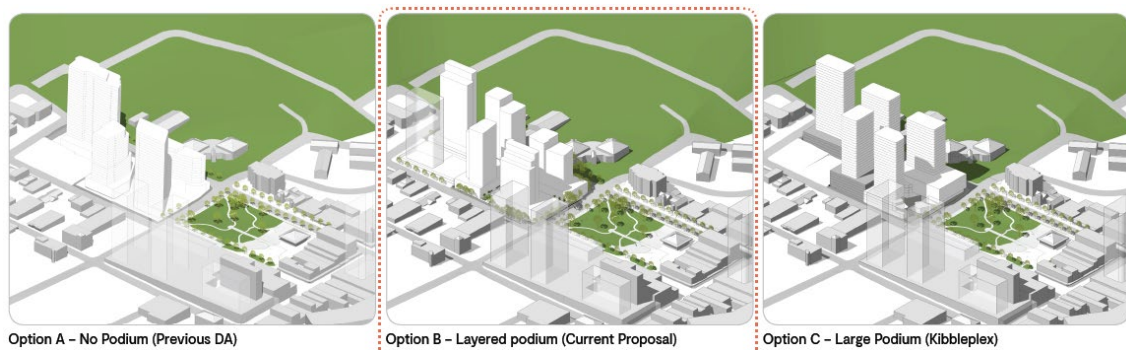 Option A – No Podium (Previous DA)
Option B – Layered podium (Current Proposal)
Option C – Large Podium (Kibbleplex)